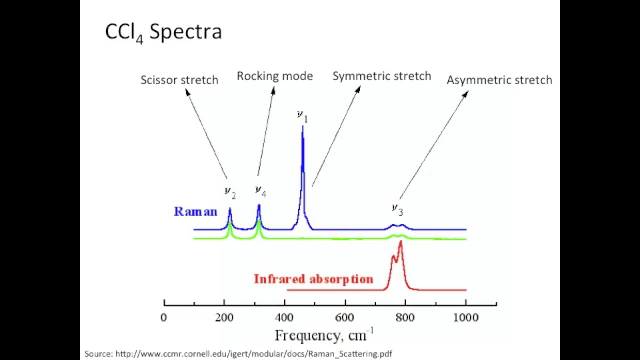 CCl4 Spectra
Scissor stretch
Rocking mode
Symmetric stretch
Asymmetric stretch
ν1
ν2
ν4
ν3
Raman
Infrared absorption
0 200 400 600 800 1000
Frequency, cm-1
Source: http://www.ccmr.cornell.edu/igert/modular/docs/Raman_Scattering.pdf